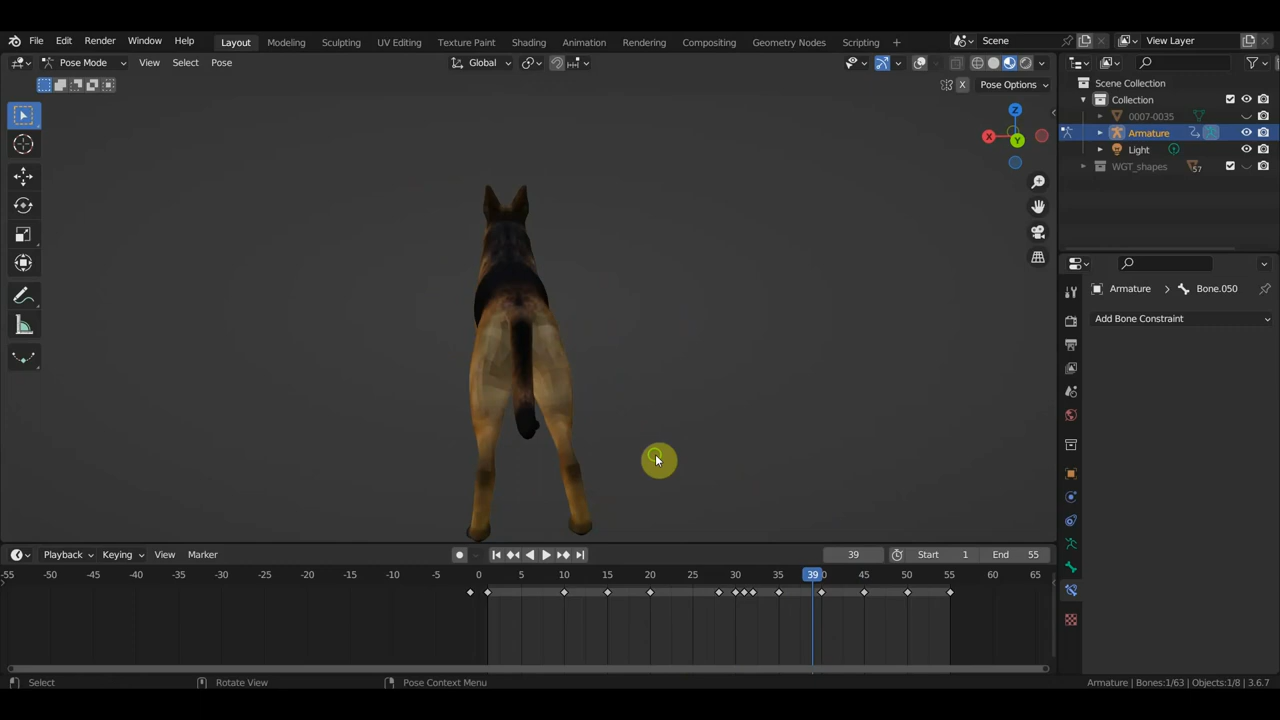 File Edit Render Window Help Layout Modeling Sculpting UV Editing Texture Paint Shading Animation Rendering Compositing Geometry Nodes Scripting + Scene View Layer
Pose Mode View Select Pose Global
X Pose Options
Scene Collection
Collection
0007-0035
Armature
Light
WGT_shapes 57
Z
X
Y
Armature > Bone.050
Add Bone Constraint
Playback Keying View Marker 39 Start 1 End 55
-55 -50 -45 -40 -35 -30 -25 -20 -15 -10 -5 0 5 10 15 20 25 30 35 39 45 50 55 60 65
Select Rotate View Pose Context Menu Armature | Bones:1/63 | Objects:1/8 | 3.6.7